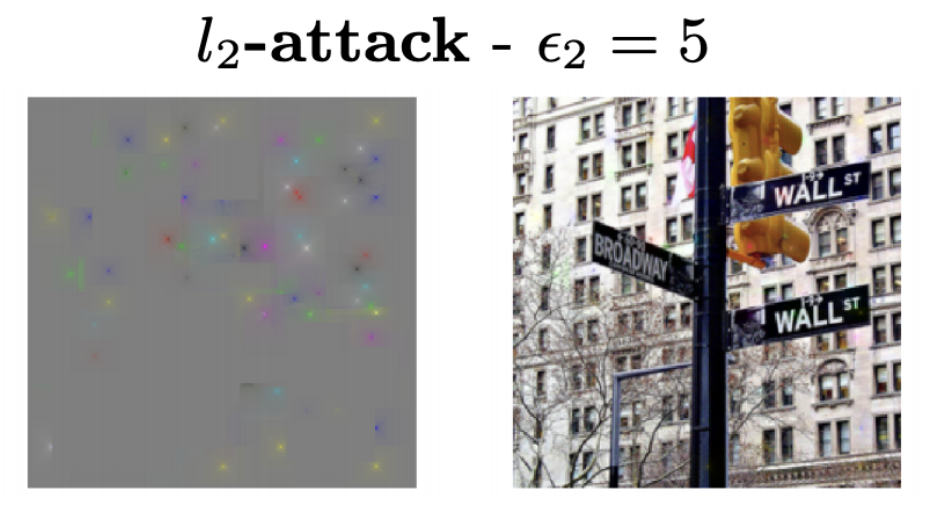 l₂-attack - ϵ₂ = 5
WALL ST
BROADWAY
WALL ST